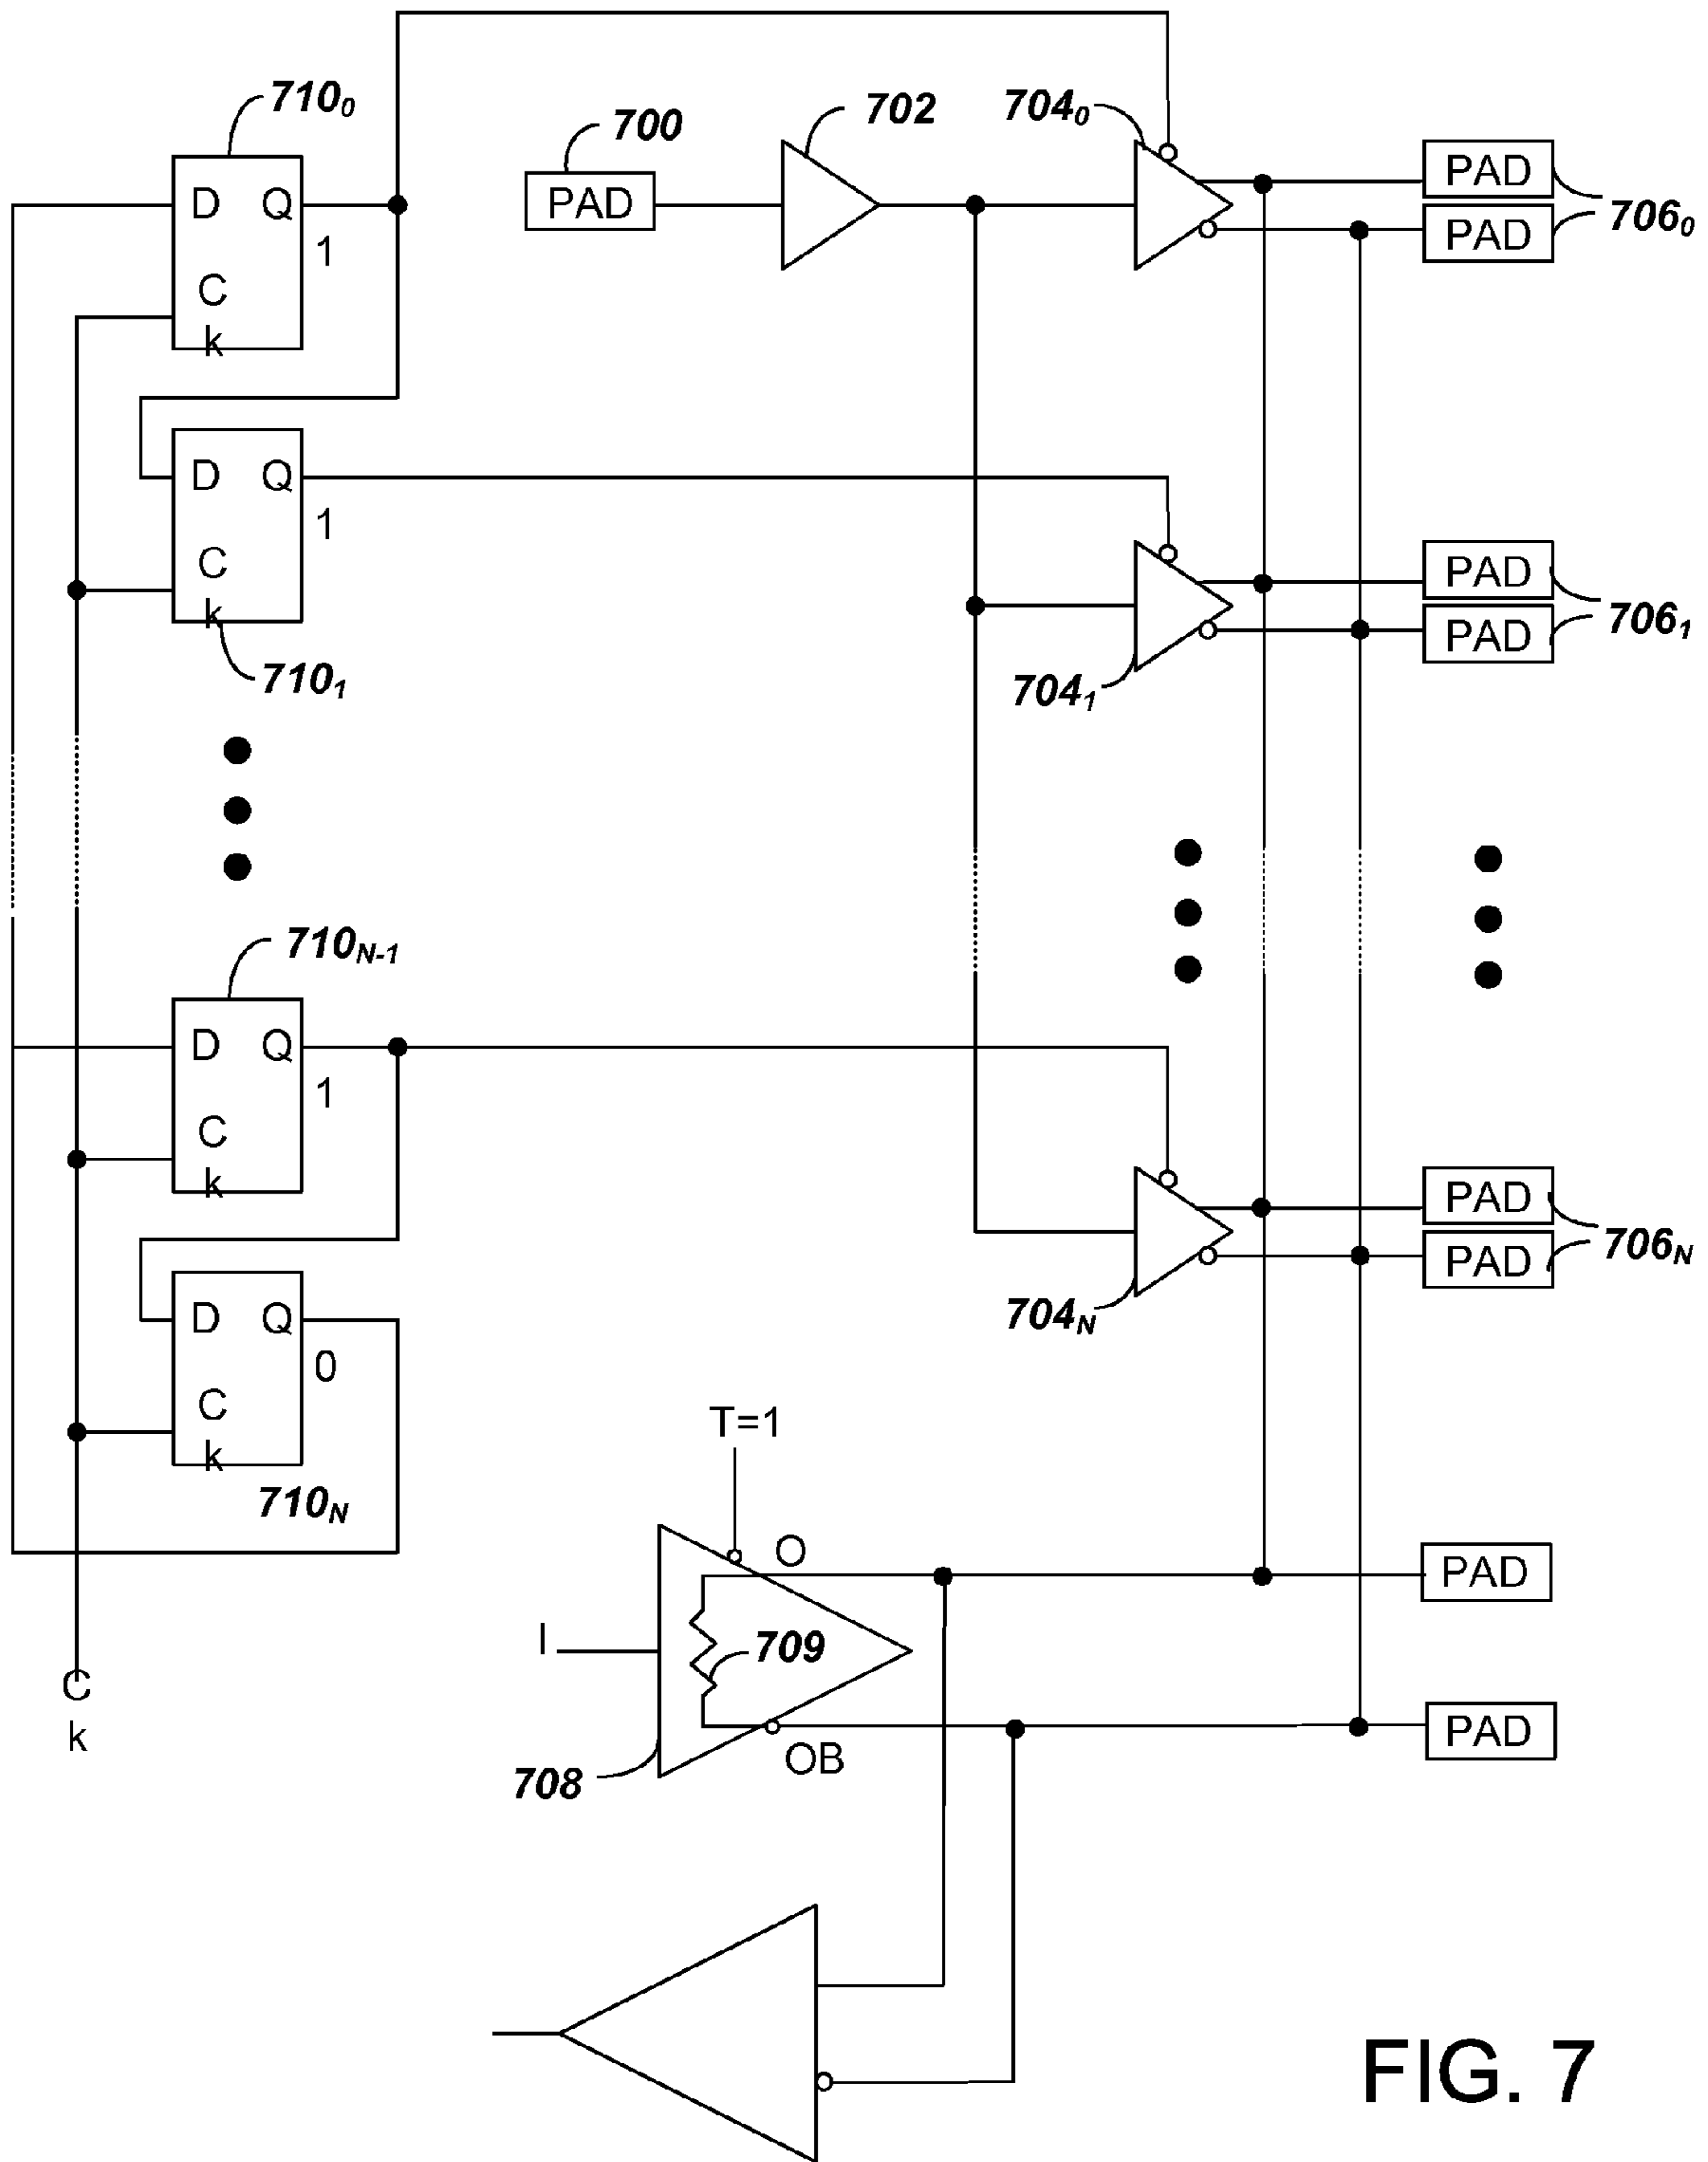 710₀
700
702
704₀
D Q
PAD
PAD
PAD
706₀
1
C
k
D Q
1
C
k
PAD
PAD
706₁
710₁
704₁
710N-1
D Q
1
C
k
PAD
PAD
706N
704N
D Q
0
C
k
710N
T=1
O
PAD
I
709
C
k
OB
PAD
708
FIG. 7